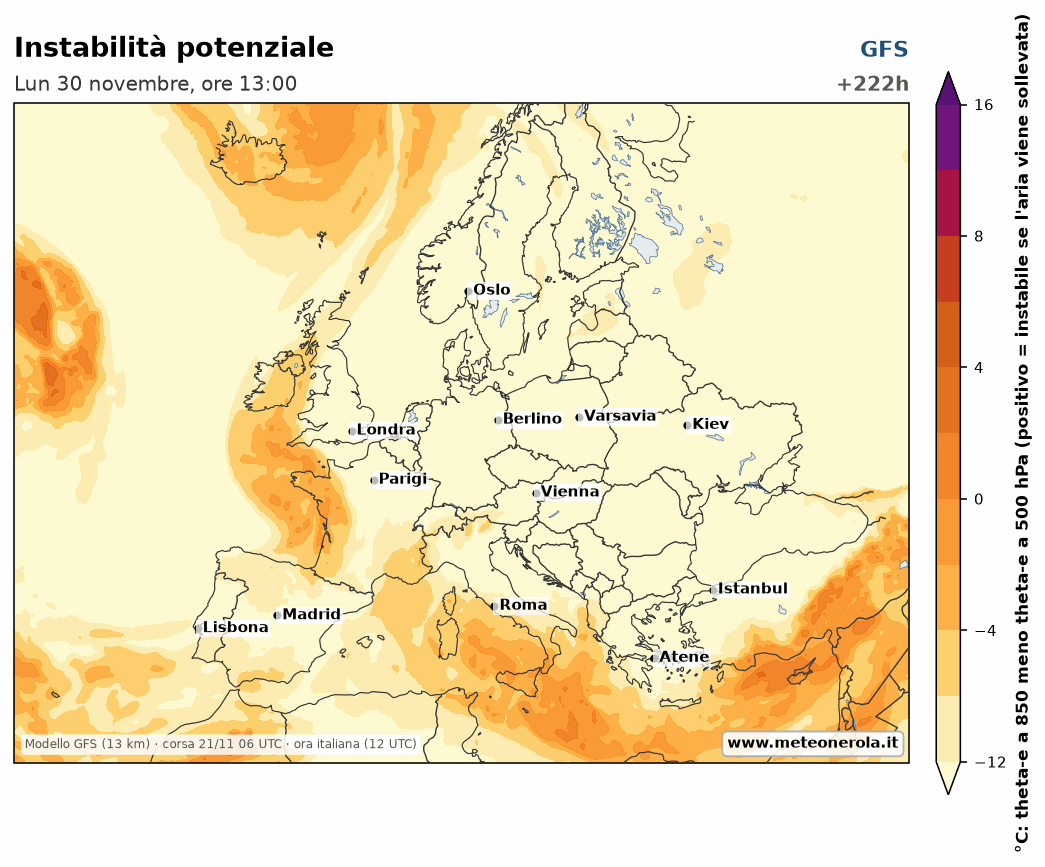 Instabilità potenziale
GFS
Lun 30 novembre, ore 13:00
+222h
Oslo
Berlino
Varsavia
Londra
Kiev
Parigi
Vienna
Istanbul
Roma
Madrid
Lisbona
Atene
Modello GFS (13 km) · corsa 21/11 06 UTC · ora italiana (12 UTC)
www.meteonerola.it
16
8
4
0
−4
−12
°C: theta-e a 850 meno theta-e a 500 hPa (positivo = instabile se l'aria viene sollevata)